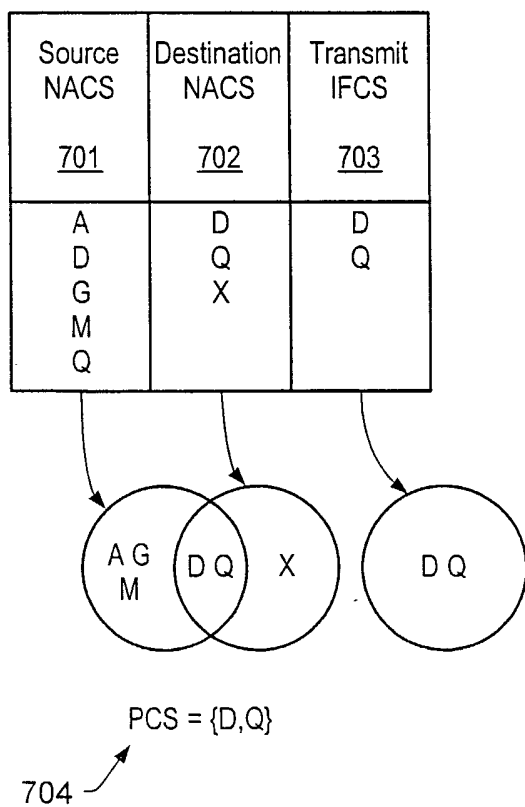 Source
NACS
701
Destination
NACS
702
Transmit
IFCS
703
A
D
G
M
Q
D
Q
X
D
Q
A G
M
D Q
X
D Q
PCS = {D,Q}
704